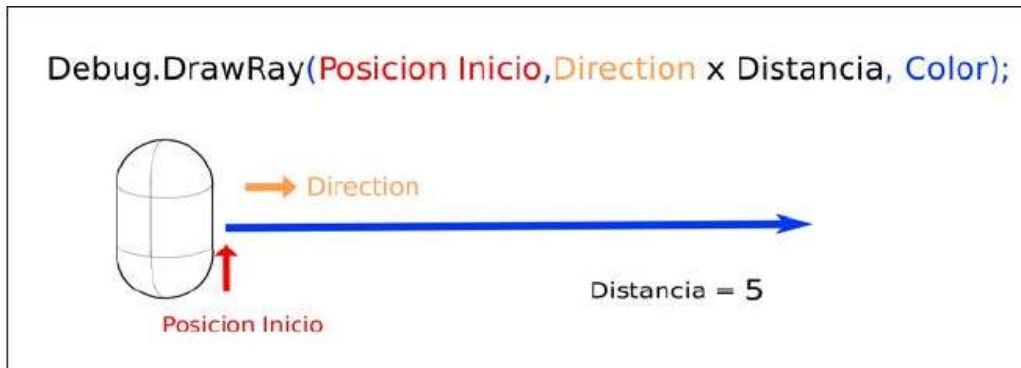 Debug.DrawRay(Posicion Inicio,Direction x Distancia, Color);
Direction
Distancia = 5
Posicion Inicio